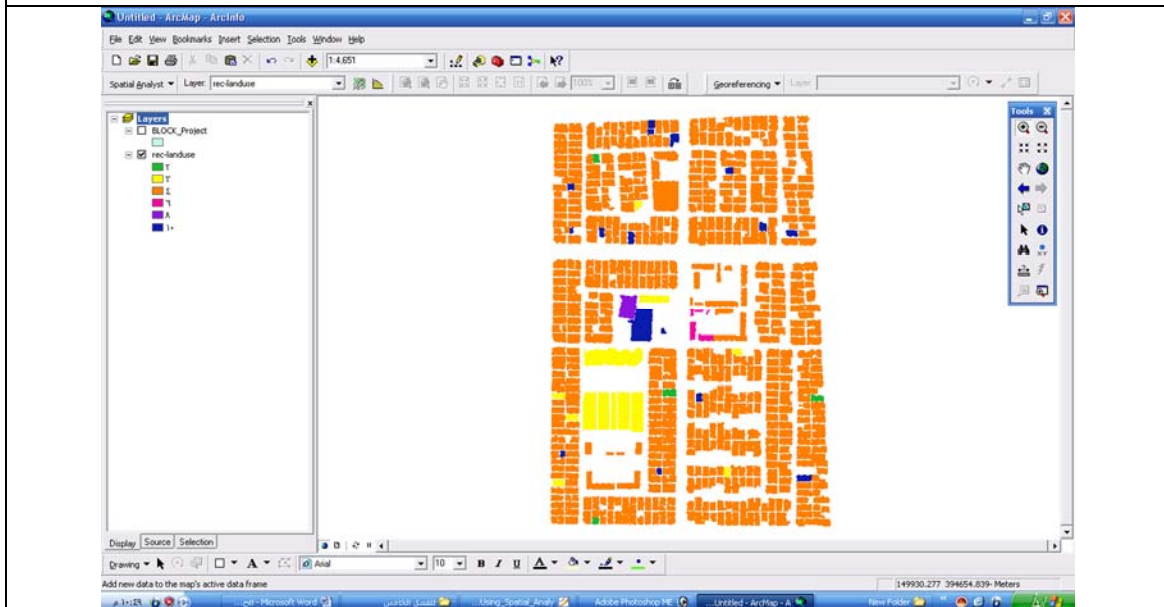 Untitled - ArcMap - ArcInfo
File Edit View Bookmarks Insert Selection Tools Window Help
1:4,651
Spatial Analyst Layer: rec-landuse 100% Georeferencing Layer:
Tools
Layers
BLOCK_Project
rec-landuse
٢
٣
٤
٦
٨
١٠
XY
Display Source Selection
Drawing A Arial 10 B I U A
Add new data to the map's active data frame
149930.277 394654.839 Meters
...Microsoft Word ...Using_Spatial_Analy Adobe Photoshop ME ...Untitled - ArcMap - A New Folder